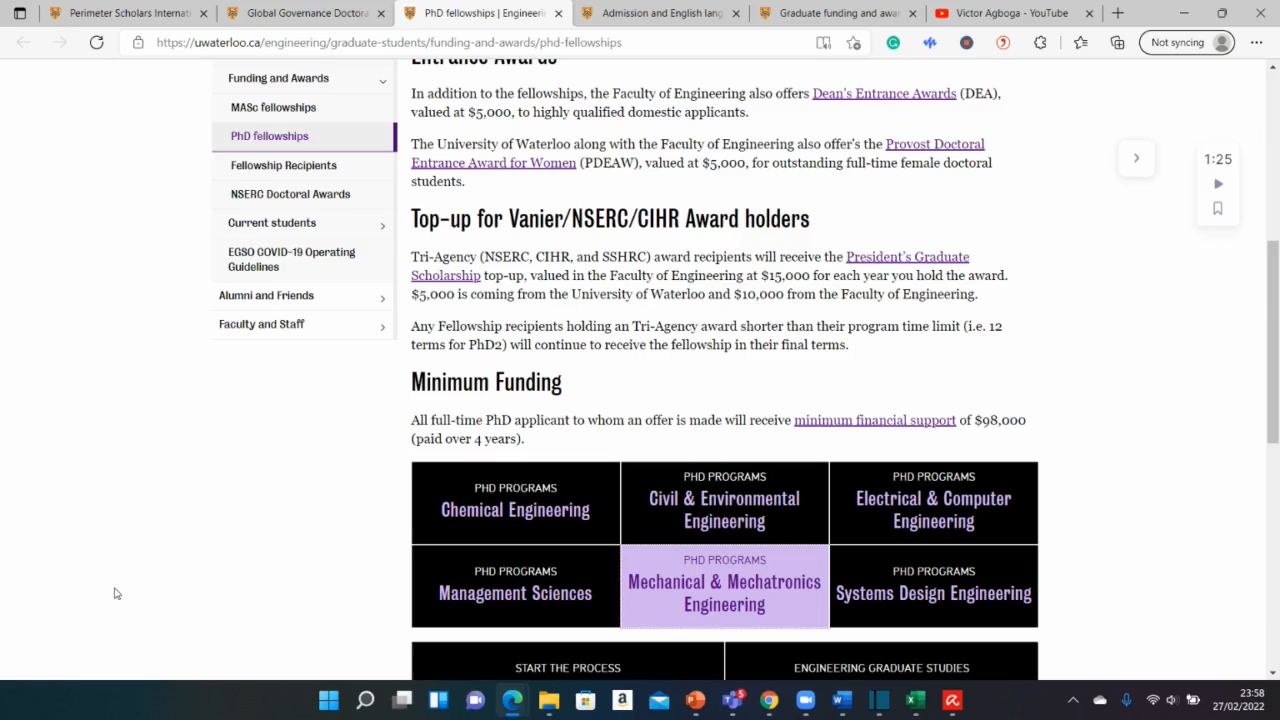 Perimeter Scholars Internati
Global Governance Doctora
PhD fellowships | Engineeri
Admission and English lang
Graduate funding and awa
Victor Agboga - YouTube
https://uwaterloo.ca/engineering/graduate-students/funding-and-awards/phd-fellowships
Not syncing
Funding and Awards
MASc fellowships
PhD fellowships
Fellowship Recipients
NSERC Doctoral Awards
Current students
EGSO COVID-19 Operating
Guidelines
Alumni and Friends
Faculty and Staff
Entrance Awards
In addition to the fellowships, the Faculty of Engineering also offers Dean's Entrance Awards (DEA),
valued at $5,000, to highly qualified domestic applicants.
The University of Waterloo along with the Faculty of Engineering also offer's the Provost Doctoral
Entrance Award for Women (PDEAW), valued at $5,000, for outstanding full-time female doctoral
students.
Top-up for Vanier/NSERC/CIHR Award holders
Tri-Agency (NSERC, CIHR, and SSHRC) award recipients will receive the President's Graduate
Scholarship top-up, valued in the Faculty of Engineering at $15,000 for each year you hold the award.
$5,000 is coming from the University of Waterloo and $10,000 from the Faculty of Engineering.
Any Fellowship recipients holding an Tri-Agency award shorter than their program time limit (i.e. 12
terms for PhD2) will continue to receive the fellowship in their final terms.
Minimum Funding
All full-time PhD applicant to whom an offer is made will receive minimum financial support of $98,000
(paid over 4 years).
PHD PROGRAMS
Chemical Engineering
PHD PROGRAMS
Civil & Environmental
Engineering
PHD PROGRAMS
Electrical & Computer
Engineering
PHD PROGRAMS
Management Sciences
PHD PROGRAMS
Mechanical & Mechatronics
Engineering
PHD PROGRAMS
Systems Design Engineering
START THE PROCESS
ENGINEERING GRADUATE STUDIES
1:25
5
23:58
27/02/2022